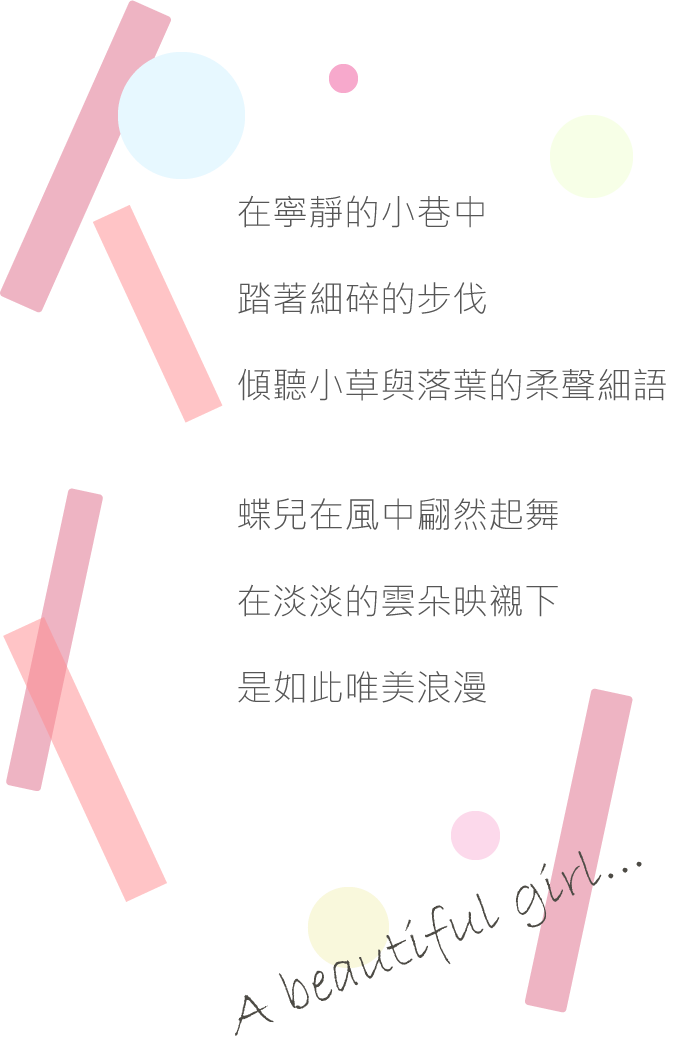 在寧靜的小巷中
踏著細碎的步伐
傾聽小草與落葉的柔聲細語
蝶兒在風中翩然起舞
在淡淡的雲朵映襯下
是如此唯美浪漫
A beautiful girl...